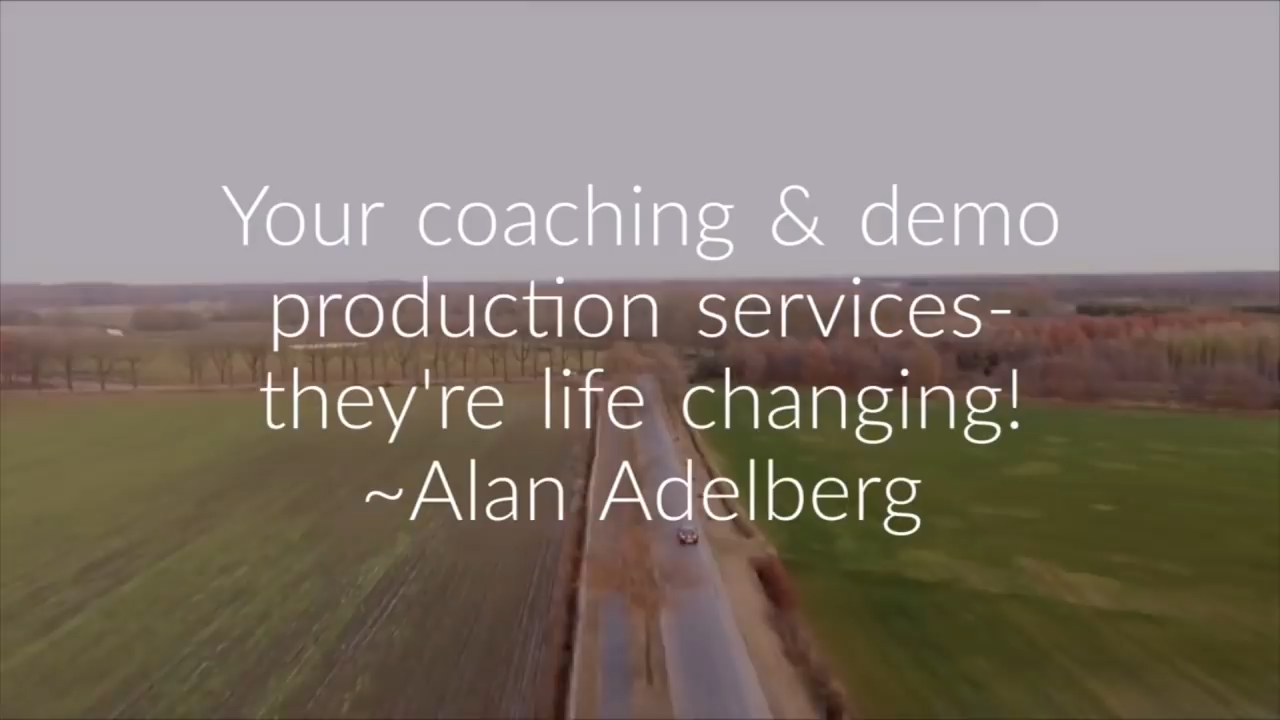 Your coaching & demo
production services-
they're life changing!
~Alan Adelberg